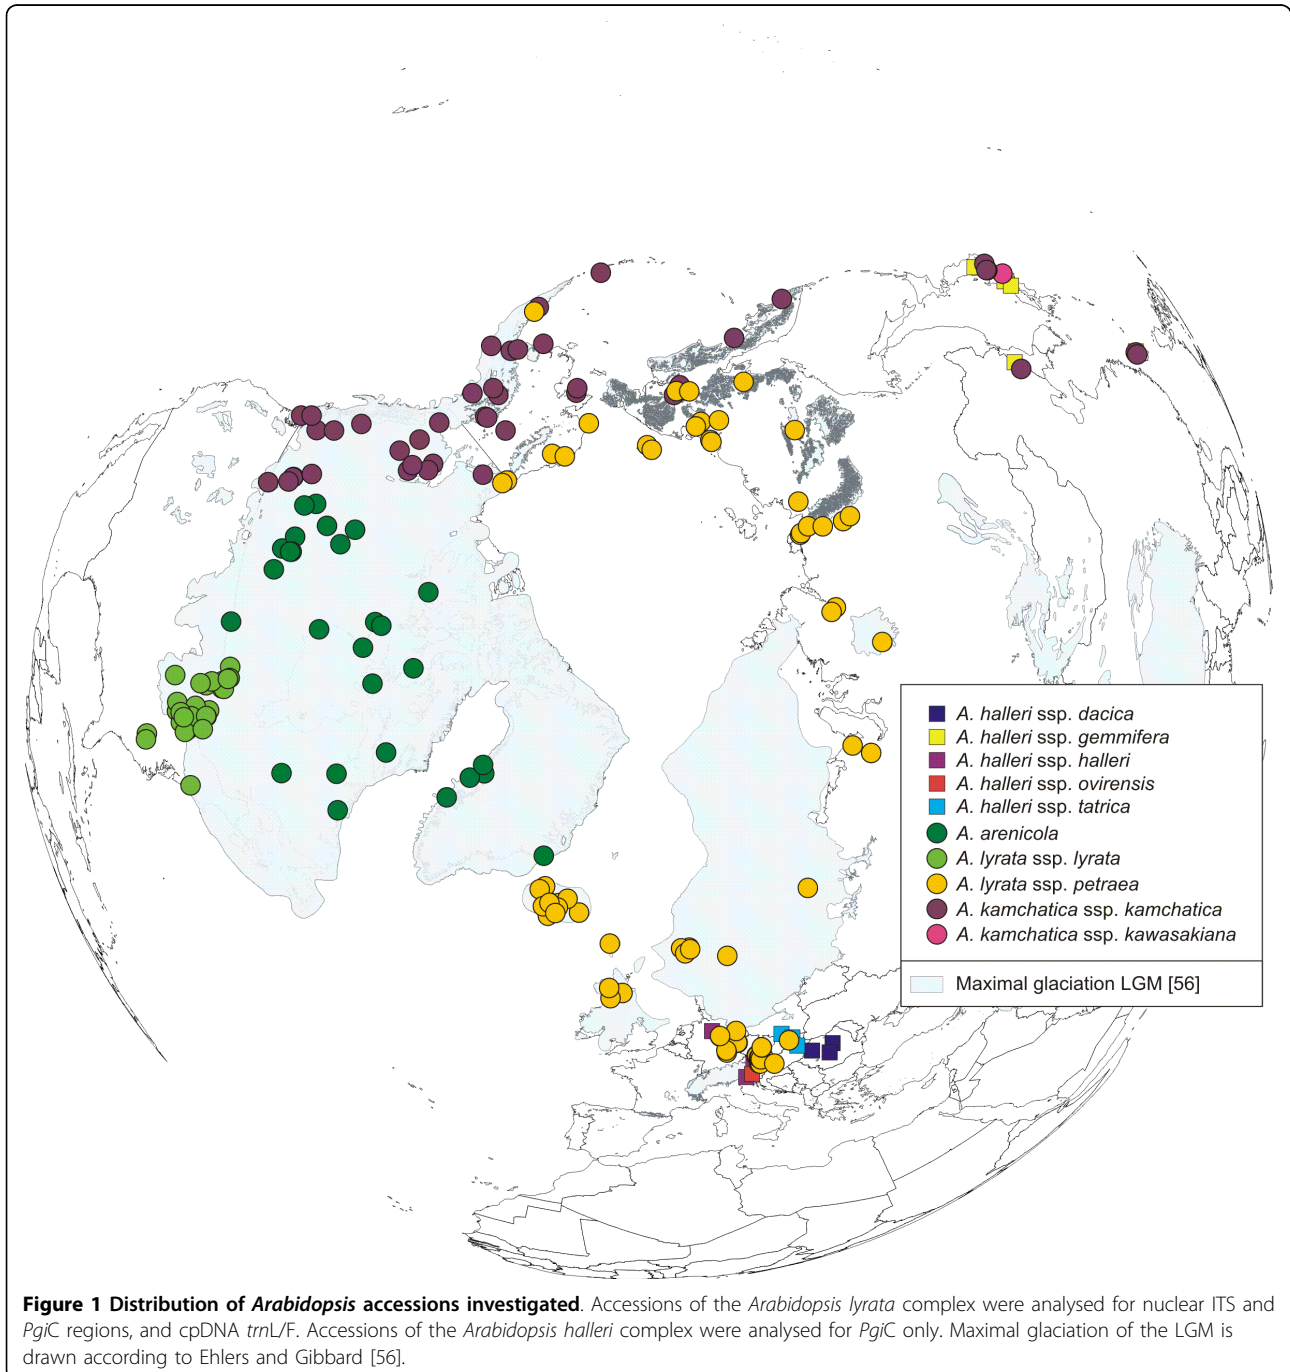 A. halleri ssp. dacica
A. halleri ssp. gemmifera
A. halleri ssp. halleri
A. halleri ssp. ovirensis
A. halleri ssp. tatrica
A. arenicola
A. lyrata ssp. lyrata
A. lyrata ssp. petraea
A. kamchatica ssp. kamchatica
A. kamchatica ssp. kawasakiana
Maximal glaciation LGM [56]
Figure 1 Distribution of Arabidopsis accessions investigated. Accessions of the Arabidopsis lyrata complex were analysed for nuclear ITS and
PgiC regions, and cpDNA trnL/F. Accessions of the Arabidopsis halleri complex were analysed for PgiC only. Maximal glaciation of the LGM is
drawn according to Ehlers and Gibbard [56].